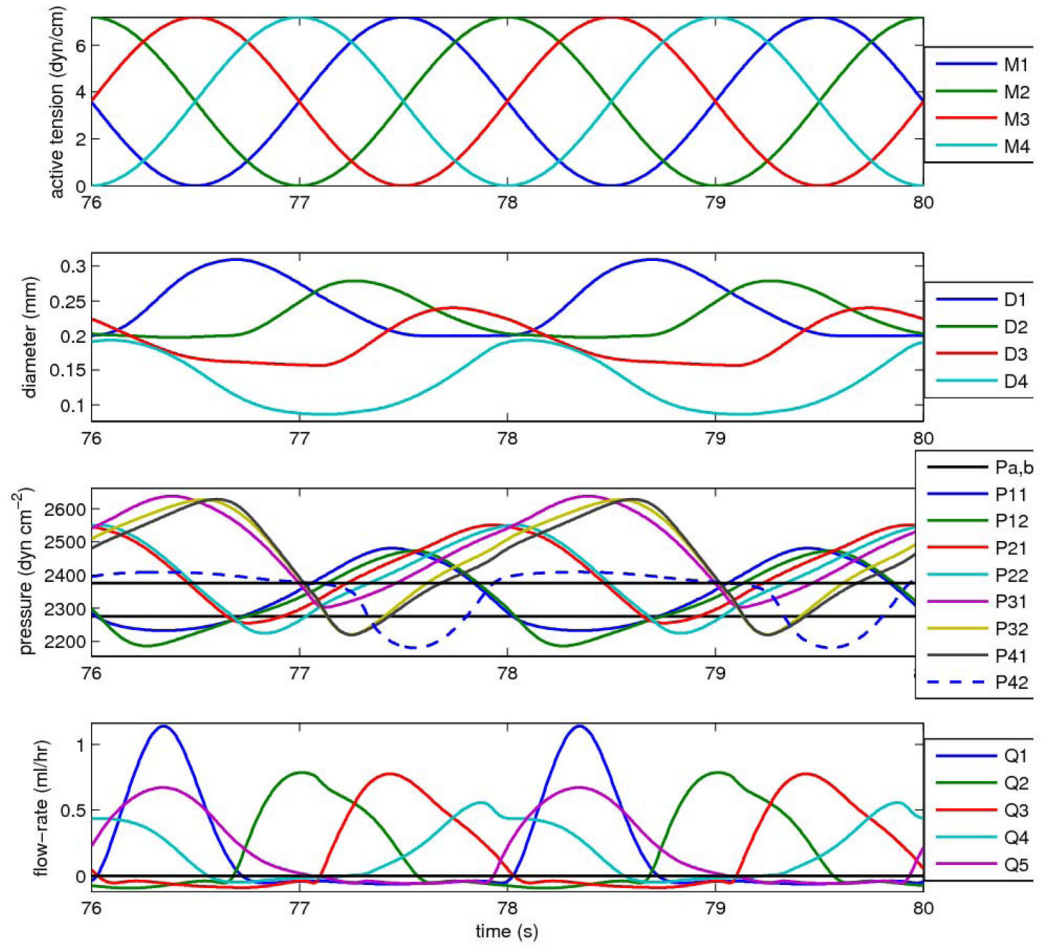 active tension (dyn/cm)
6
4
2
0
76 77 78 79 80
M1
M2
M3
M4
diameter (mm)
0.3
0.25
0.2
0.15
0.1
76 77 78 79 80
D1
D2
D3
D4
pressure (dyn cm⁻²)
2600
2500
2400
2300
2200
76 77 78 79 8
Pa,b
P11
P12
P21
P22
P31
P32
P41
P42
flow-rate (ml/hr)
1
0.5
0
76 77 78 79 80
time (s)
Q1
Q2
Q3
Q4
Q5